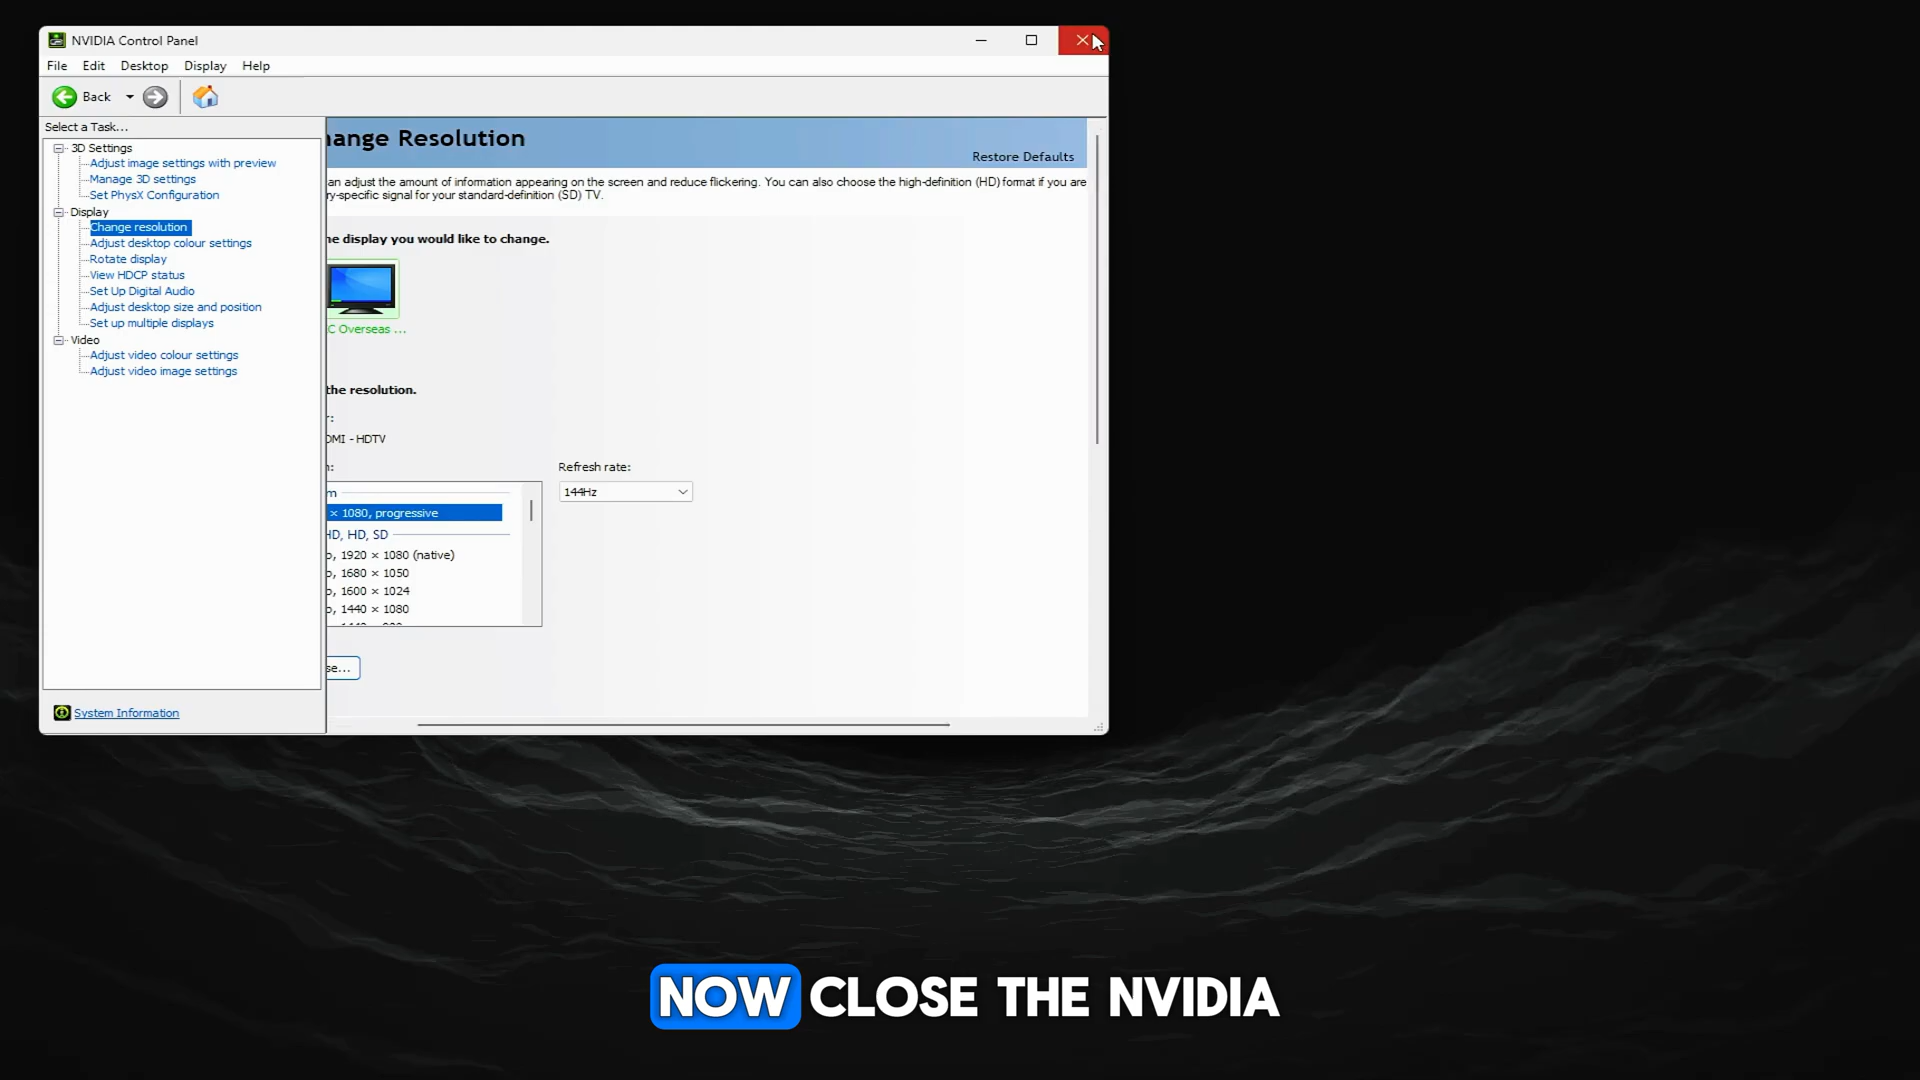 NVIDIA Control Panel
File Edit Desktop Display Help
Back
Select a Task...
3D Settings
Adjust image settings with preview
Manage 3D settings
Set PhysX Configuration
Display
Change resolution
Adjust desktop colour settings
Rotate display
View HDCP status
Set Up Digital Audio
Adjust desktop size and position
Set up multiple displays
Video
Adjust video colour settings
Adjust video image settings
System Information
hange Resolution
Restore Defaults
an adjust the amount of information appearing on the screen and reduce flickering. You can also choose the high-definition (HD) format if you are
ry-specific signal for your standard-definition (SD) TV.
he display you would like to change.
C Overseas ...
the resolution.
r:
DMI - HDTV
n:
Refresh rate:
m
144Hz
× 1080, progressive
HD, HD, SD
p, 1920 × 1080 (native)
p, 1680 × 1050
p, 1600 × 1024
p, 1440 × 1080
se...
NOW CLOSE THE NVIDIA